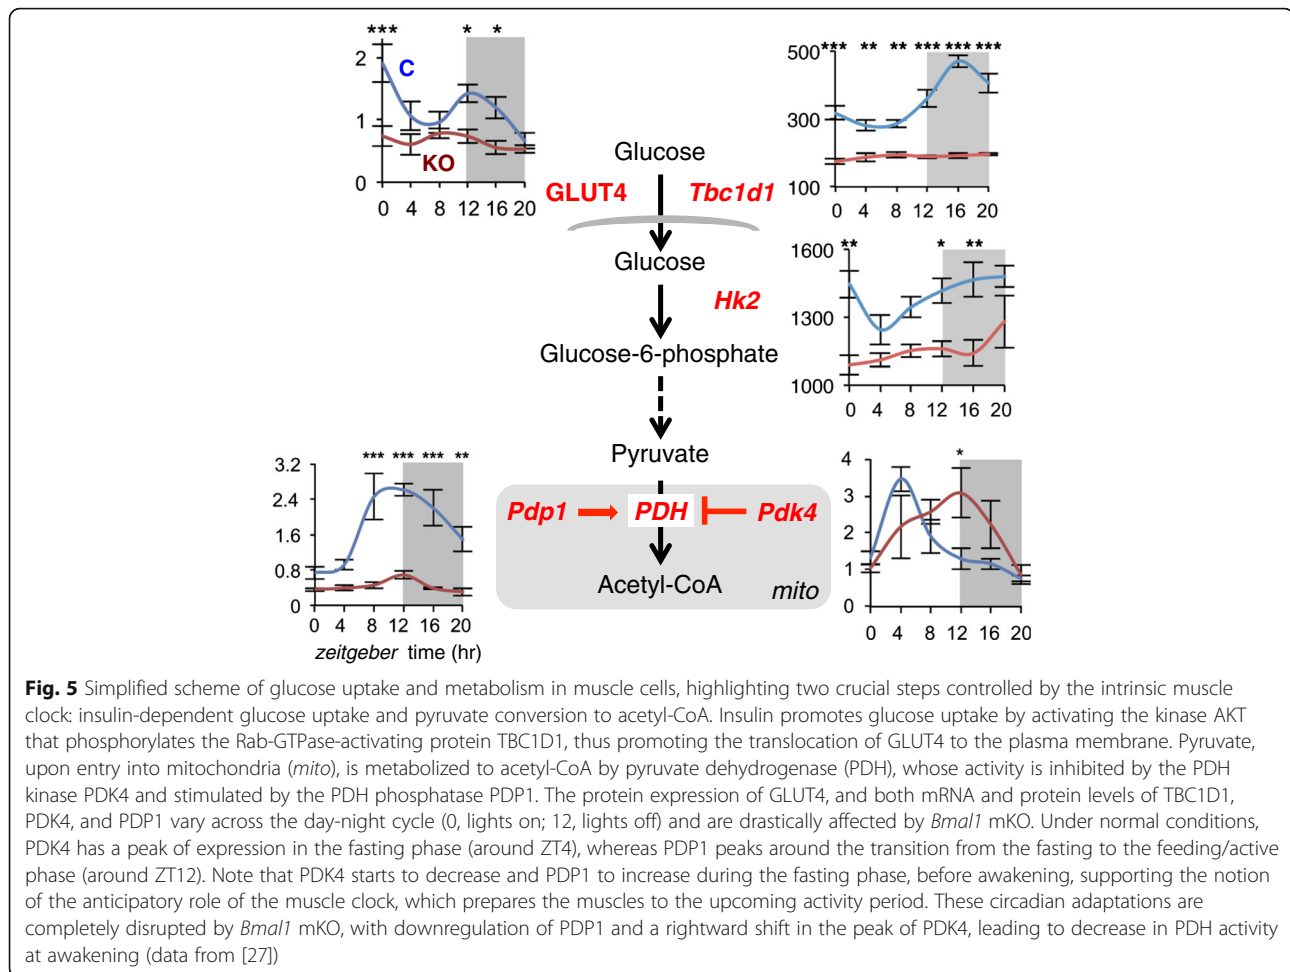 *** * *
2
1
0
C
KO
0 4 8 12 16 20
*** ** ** *** *** ***
500
300
100
0 4 8 12 16 20
Glucose
GLUT4 Tbc1d1
Glucose
Hk2
Glucose-6-phosphate
** * **
1600
1300
1000
0 4 8 12 16 20
Pyruvate
Pdp1 PDH Pdk4
Acetyl-CoA mito
*** *** *** **
3.2
2.4
1.6
0.8
0
0 4 8 12 16 20
zeitgeber time (hr)
*
4
3
2
1
0
0 4 8 12 16 20
Fig. 5 Simplified scheme of glucose uptake and metabolism in muscle cells, highlighting two crucial steps controlled by the intrinsic muscle
clock: insulin-dependent glucose uptake and pyruvate conversion to acetyl-CoA. Insulin promotes glucose uptake by activating the kinase AKT
that phosphorylates the Rab-GTPase-activating protein TBC1D1, thus promoting the translocation of GLUT4 to the plasma membrane. Pyruvate,
upon entry into mitochondria (mito), is metabolized to acetyl-CoA by pyruvate dehydrogenase (PDH), whose activity is inhibited by the PDH
kinase PDK4 and stimulated by the PDH phosphatase PDP1. The protein expression of GLUT4, and both mRNA and protein levels of TBC1D1,
PDK4, and PDP1 vary across the day-night cycle (0, lights on; 12, lights off) and are drastically affected by Bmal1 mKO. Under normal conditions,
PDK4 has a peak of expression in the fasting phase (around ZT4), whereas PDP1 peaks around the transition from the fasting to the feeding/active
phase (around ZT12). Note that PDK4 starts to decrease and PDP1 to increase during the fasting phase, before awakening, supporting the notion
of the anticipatory role of the muscle clock, which prepares the muscles to the upcoming activity period. These circadian adaptations are
completely disrupted by Bmal1 mKO, with downregulation of PDP1 and a rightward shift in the peak of PDK4, leading to decrease in PDH activity
at awakening (data from [27])